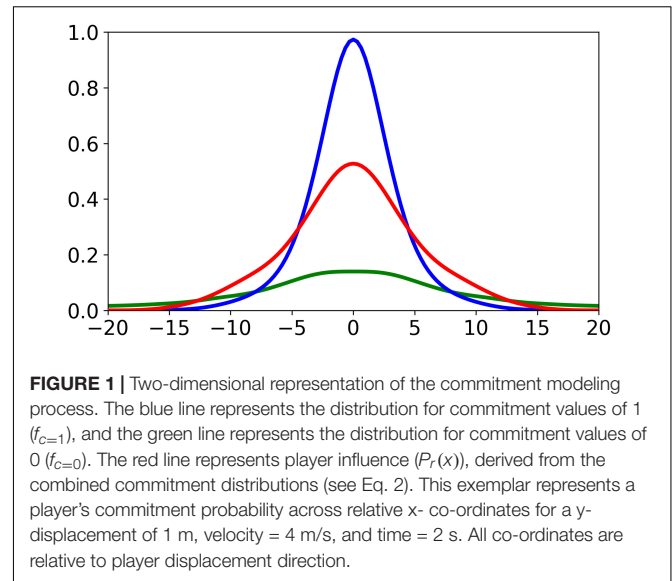 1.0
0.8
0.6
0.4
0.2
0.0
−20 −15 −10 −5 0 5 10 15 20
FIGURE 1 | Two-dimensional representation of the commitment modeling
process. The blue line represents the distribution for commitment values of 1
(fc=1), and the green line represents the distribution for commitment values of
0 (fc=0). The red line represents player influence (Pr(x)), derived from the
combined commitment distributions (see Eq. 2). This exemplar represents a
player's commitment probability across relative x- co-ordinates for a y-
displacement of 1 m, velocity = 4 m/s, and time = 2 s. All co-ordinates are
relative to player displacement direction.